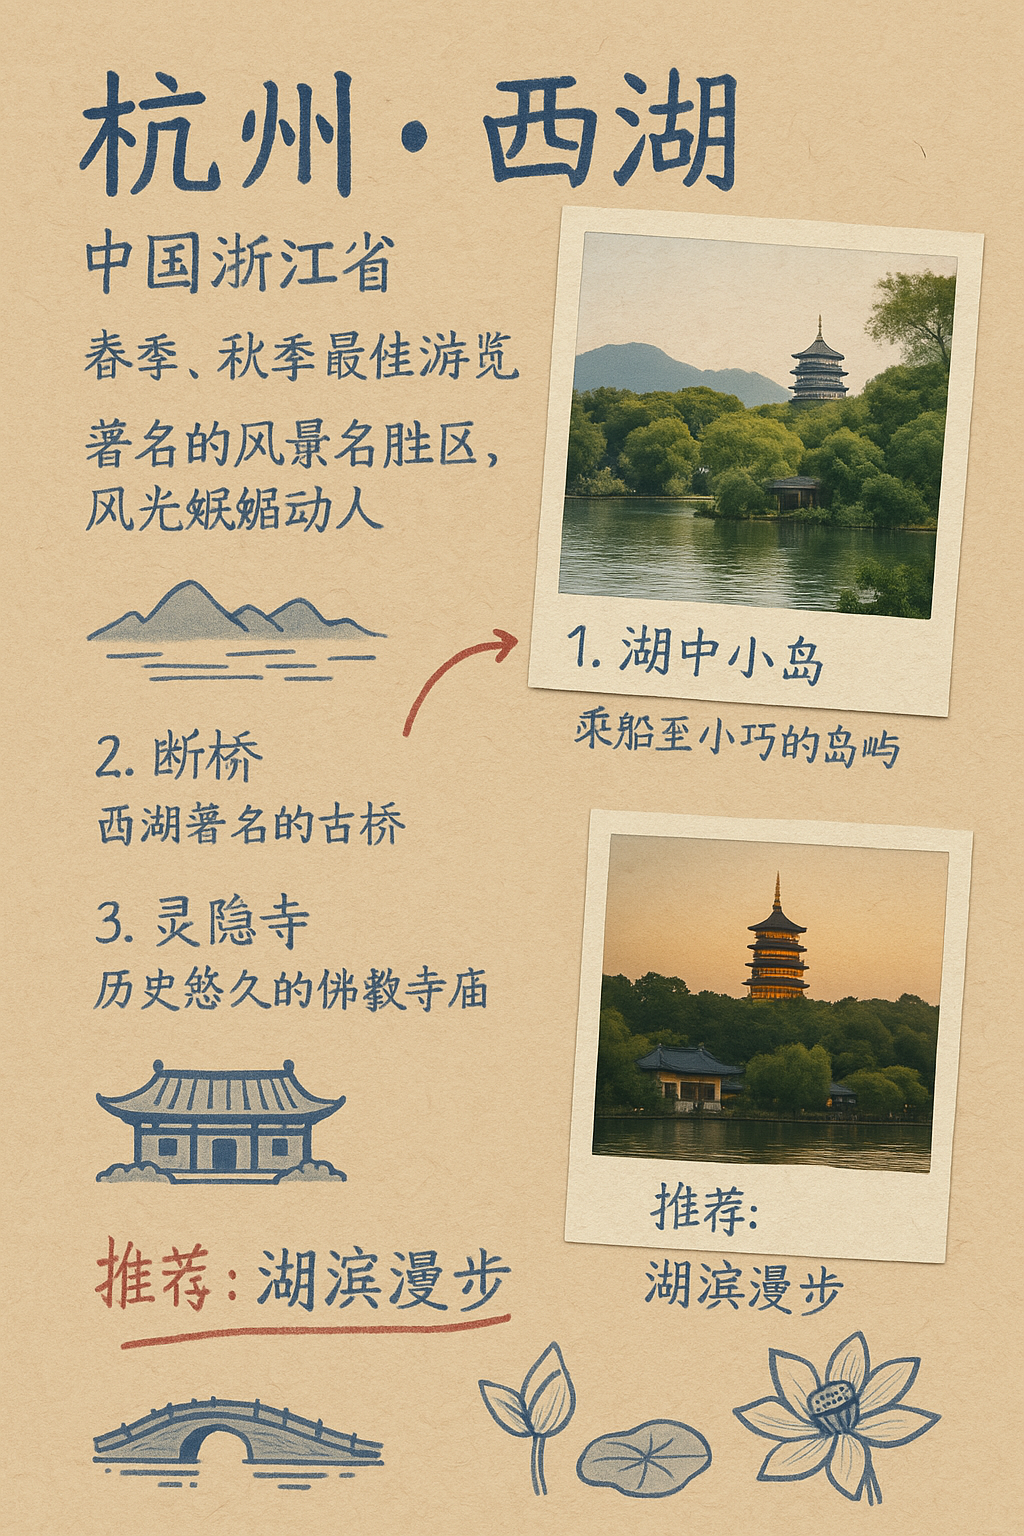 杭州·西湖
中国浙江省
春季、秋季最佳游览
著名的风景名胜区，
风光动人
1. 湖中小岛
乘船至小巧的岛屿
2. 断桥
西湖著名的古桥
3. 灵隐寺
历史悠久的佛教寺庙
推荐：湖滨漫步
推荐：
湖滨漫步